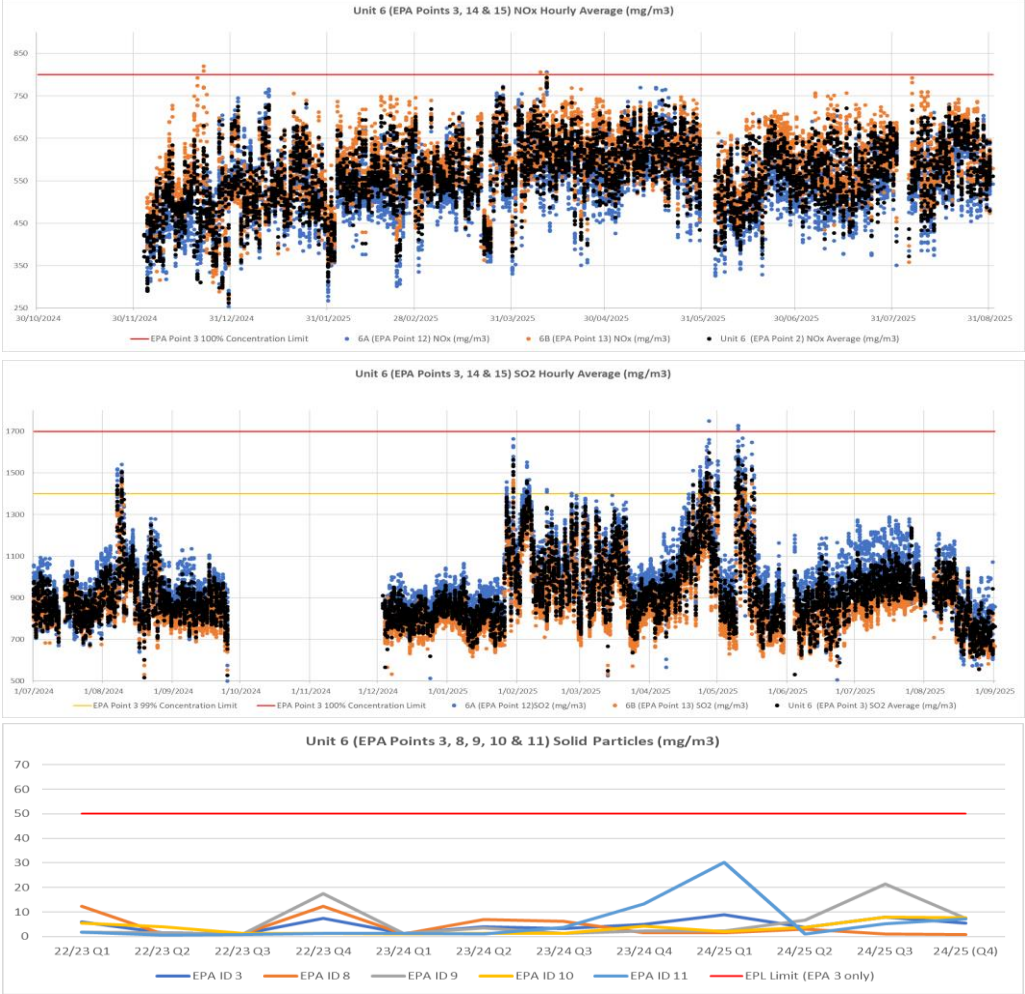 Unit 6 (EPA Points 3, 14 & 15) NOx Hourly Average (mg/m3)
850
750
650
550
450
350
250
30/10/2024 30/11/2024 31/12/2024 31/01/2025 28/02/2025 31/03/2025 30/04/2025 31/05/2025 30/06/2025 31/07/2025 31/08/2025
EPA Point 3 100% Concentration Limit 6A (EPA Point 12) NOx (mg/m3) 6B (EPA Point 13) NOx (mg/m3) Unit 6 (EPA Point 2) NOx Average (mg/m3)
Unit 6 (EPA Points 3, 14 & 15) SO2 Hourly Average (mg/m3)
1700
1500
1300
1100
900
700
500
1/07/2024 1/08/2024 1/09/2024 1/10/2024 1/11/2024 1/12/2024 1/01/2025 1/02/2025 1/03/2025 1/04/2025 1/05/2025 1/06/2025 1/07/2025 1/08/2025 1/09/2025
EPA Point 3 99% Concentration Limit EPA Point 3 100% Concentration Limit 6A (EPA Point 12)SO2 (mg/m3) 6B (EPA Point 13) SO2 (mg/m3) Unit 6 (EPA Point 3) SO2 Average (mg/m3)
Unit 6 (EPA Points 3, 8, 9, 10 & 11) Solid Particles (mg/m3)
70
60
50
40
30
20
10
0
22/23 Q1 22/23 Q2 22/23 Q3 22/23 Q4 23/24 Q1 23/24 Q2 23/24 Q3 23/24 Q4 24/25 Q1 24/25 Q2 24/25 Q3 24/25 (Q4)
EPA ID 3 EPA ID 8 EPA ID 9 EPA ID 10 EPA ID 11 EPL Limit (EPA 3 only)